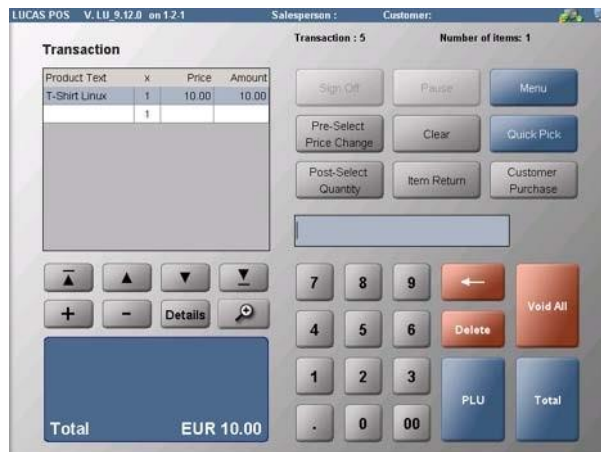 LUCAS POS V. LU_9.12.0 on 1-2-1 Salesperson : Customer:
Transaction
Transaction : 5 Number of items: 1
Product Text x Price Amount
T-Shirt Linux 1 10.00 10.00
1
Sign Off Pause Menu
Pre-Select
Price Change
Clear
Quick Pick
Post-Select
Quantity
Item Return
Customer
Purchase
7 8 9 ←
Void All
+ - Details
4 5 6 Delete
1 2 3
PLU Total
Total EUR 10.00
. 0 00